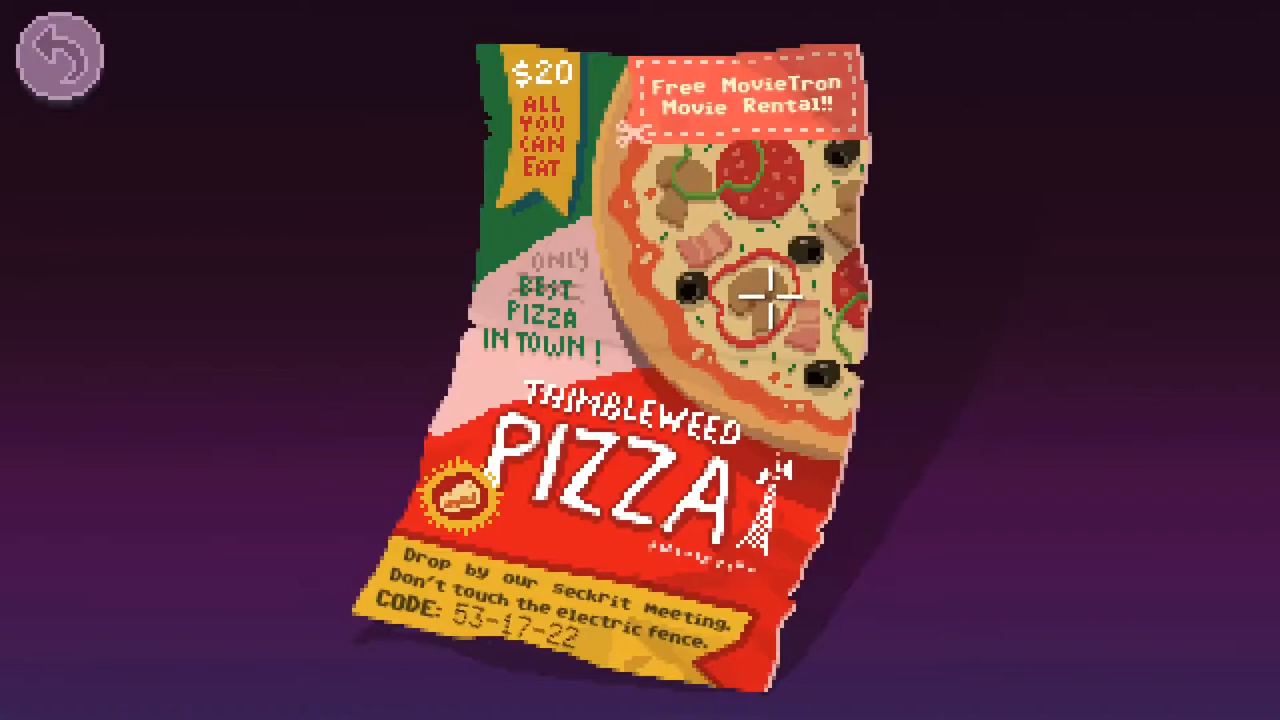 $20
ALL
YOU
CAN
EAT
Free MovieTron
Movie Rental!!
ONLY
BEST
PIZZA
IN TOWN!
THIMBLEWEED
PIZZA
Drop by our seckrit meeting.
Don't touch the electric fence.
CODE: 53-17-22